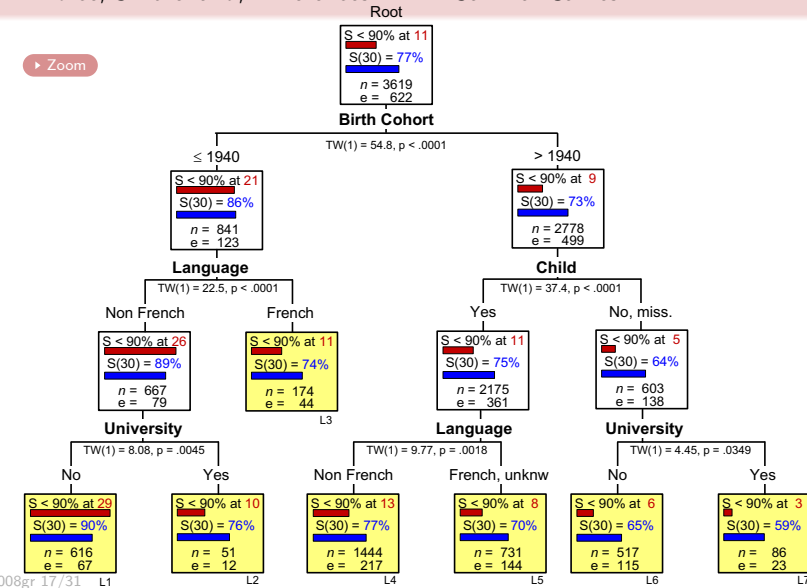 Root
S < 90% at 11
S(30) = 77%
n = 3619
e = 622
Zoom
Birth Cohort
TW(1) = 54.8, p < .0001
≤ 1940
> 1940
S < 90% at 21
S(30) = 86%
n = 841
e = 123
S < 90% at 9
S(30) = 73%
n = 2778
e = 499
Language
TW(1) = 22.5, p < .0001
Child
TW(1) = 37.4, p < .0001
Non French
French
Yes
No, miss.
S < 90% at 26
S(30) = 89%
n = 667
e = 79
S < 90% at 11
S(30) = 74%
n = 174
e = 44
L3
S < 90% at 11
S(30) = 75%
n = 2175
e = 361
S < 90% at 5
S(30) = 64%
n = 603
e = 138
University
TW(1) = 8.08, p = .0045
Language
TW(1) = 9.77, p = .0018
University
TW(1) = 4.45, p = .0349
No
Yes
Non French
French, unknw
No
Yes
S < 90% at 29
S(30) = 90%
n = 616
e = 67
L1
S < 90% at 10
S(30) = 76%
n = 51
e = 12
L2
S < 90% at 13
S(30) = 77%
n = 1444
e = 217
L4
S < 90% at 8
S(30) = 70%
n = 731
e = 144
L5
S < 90% at 6
S(30) = 65%
n = 517
e = 115
L6
S < 90% at 3
S(30) = 59%
n = 86
e = 23
008gr 17/31